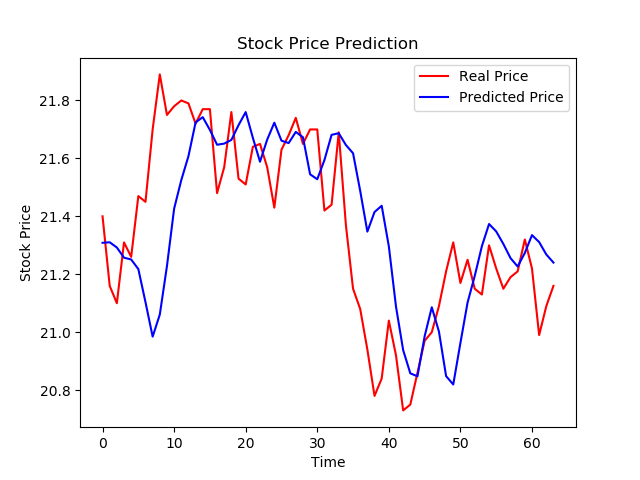 Stock Price Prediction
Real Price
Predicted Price
Stock Price
21.8
21.6
21.4
21.2
21.0
20.8
0 10 20 30 40 50 60
Time